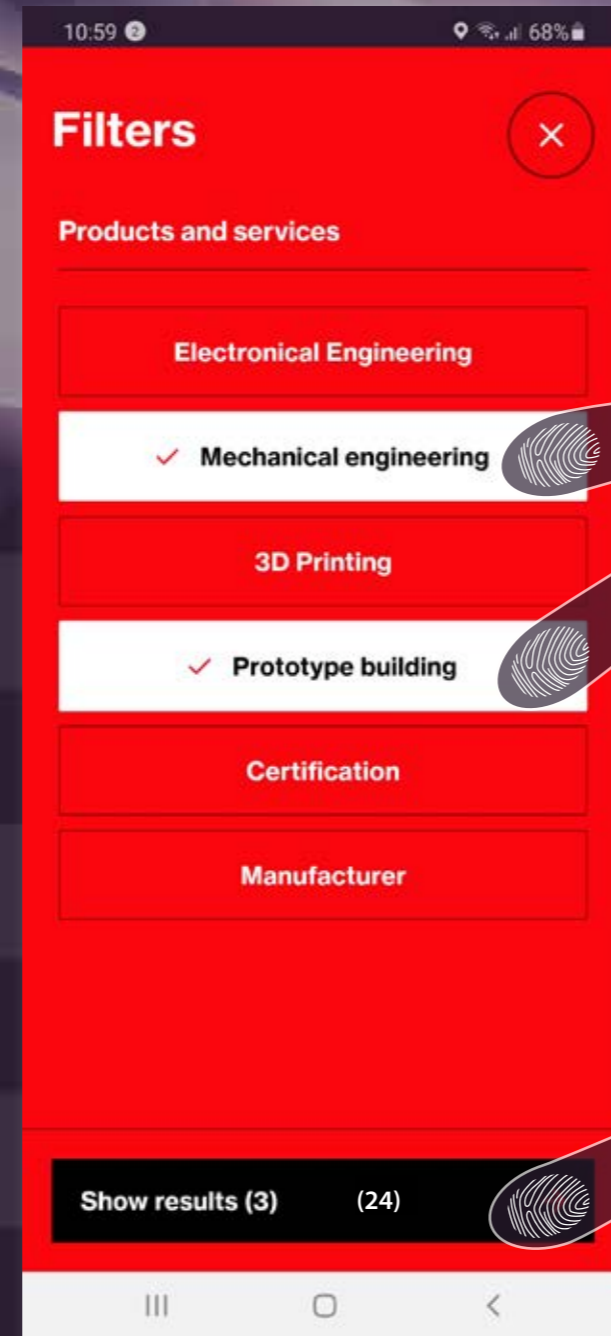 10:59 2 68%
Filters
Products and services
Electronical Engineering
Mechanical engineering
3D Printing
Prototype building
Certification
Manufacturer
Show results (3) (24)